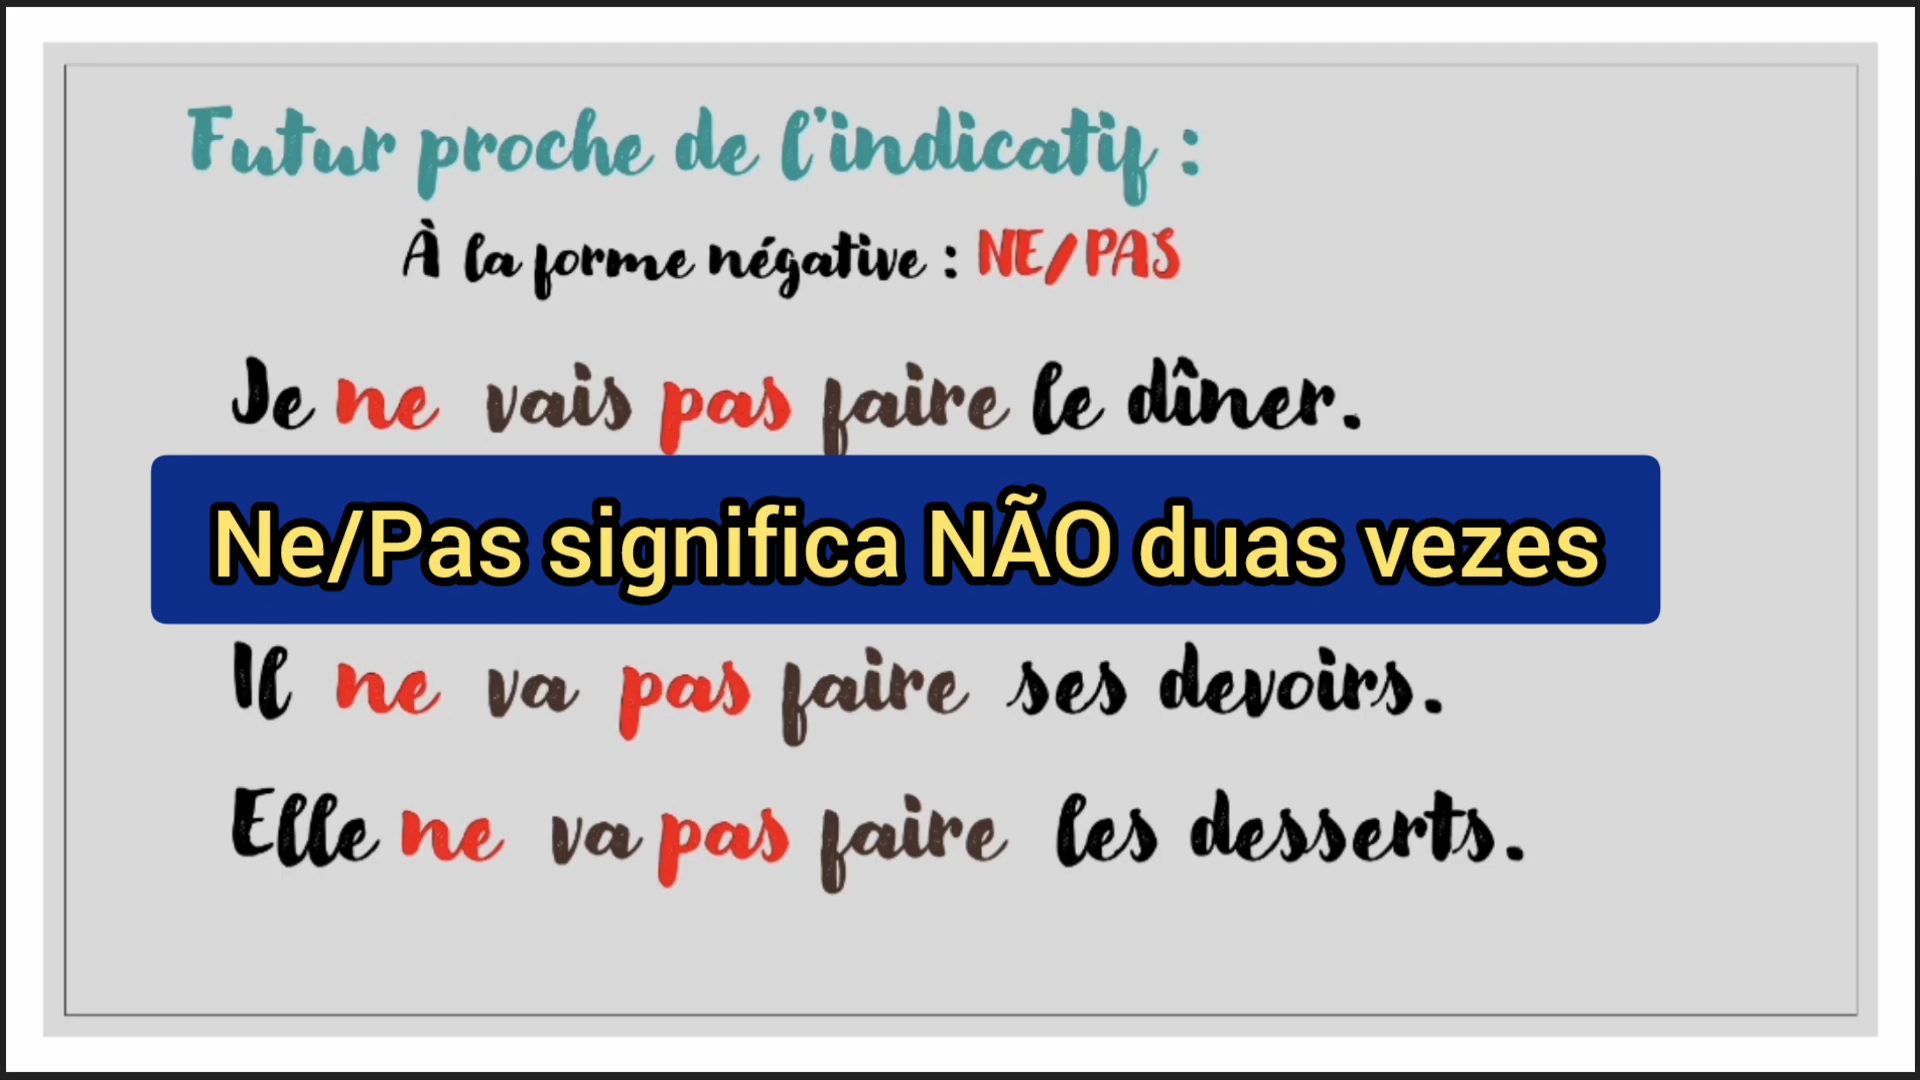 Futur proche de l'indicatif :
À la forme négative : NE/PAS
Je ne vais pas faire le dîner.
Ne/Pas significa NÃO duas vezes
Il ne va pas faire ses devoirs.
Elle ne va pas faire les desserts.